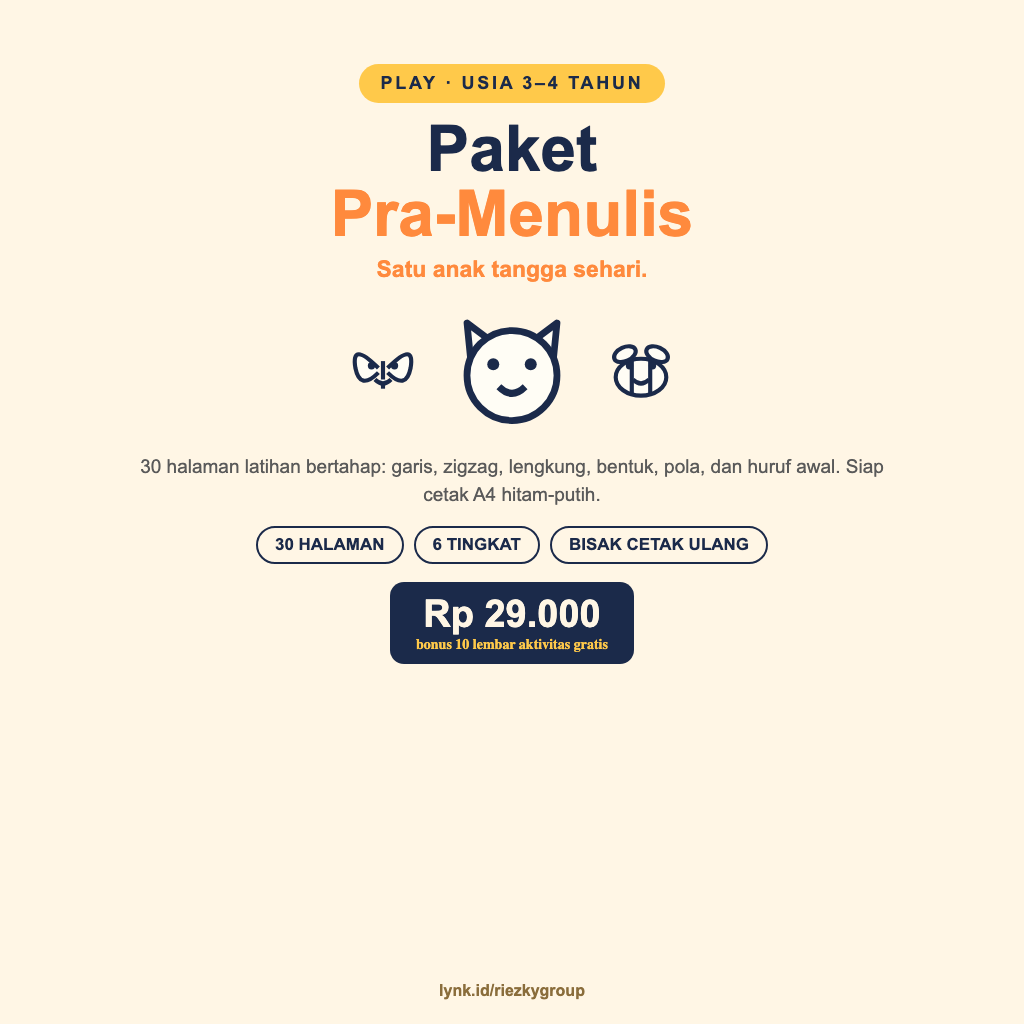 PLAY · USIA 3–4 TAHUN
Paket
Pra-Menulis
Satu anak tangga sehari.
30 halaman latihan bertahap: garis, zigzag, lengkung, bentuk, pola, dan huruf awal. Siap
cetak A4 hitam-putih.
30 HALAMAN
6 TINGKAT
BISAK CETAK ULANG
Rp 29.000
bonus 10 lembar aktivitas gratis
lynk.id/riezkygroup